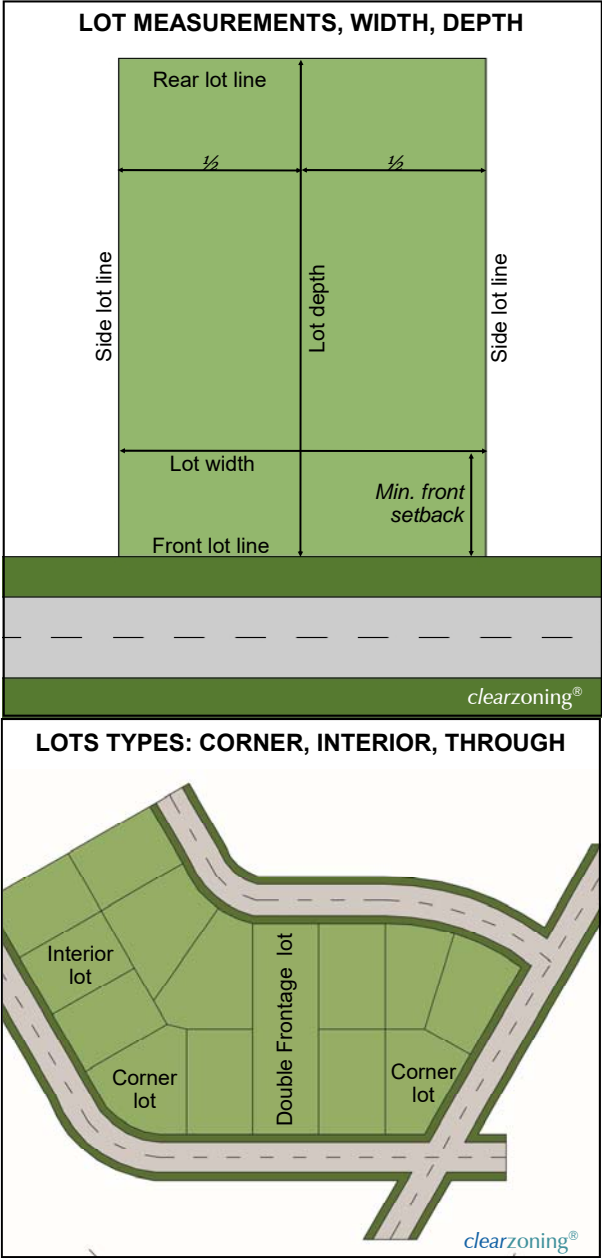 LOT MEASUREMENTS, WIDTH, DEPTH
Rear lot line
½
½
Side lot line
Lot depth
Side lot line
Lot width
Min. front
setback
Front lot line
clearzoning®
LOTS TYPES: CORNER, INTERIOR, THROUGH
Interior
lot
Double Frontage lot
Corner
lot
Corner
lot
clearzoning®